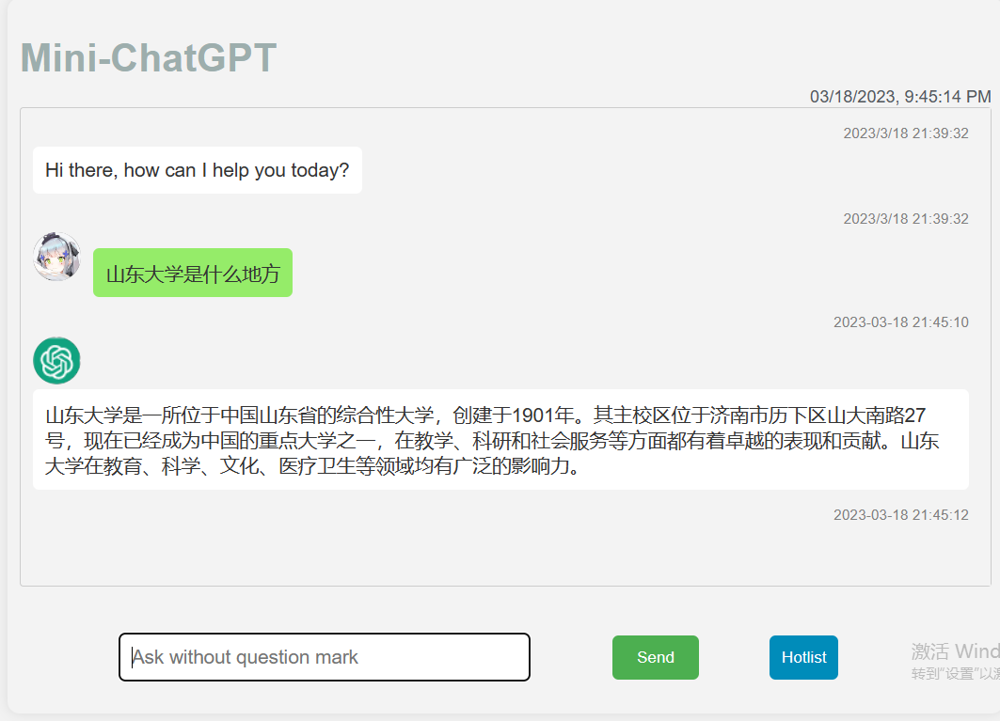 Mini-ChatGPT
03/18/2023, 9:45:14 PM
2023/3/18 21:39:32
Hi there, how can I help you today?
2023/3/18 21:39:32
山东大学是什么地方
2023-03-18 21:45:10
山东大学是一所位于中国山东省的综合性大学，创建于1901年。其主校区位于济南市历下区山大南路27
号，现在已经成为中国的重点大学之一，在教学、科研和社会服务等方面都有着卓越的表现和贡献。山东
大学在教育、科学、文化、医疗卫生等领域均有广泛的影响力。
2023-03-18 21:45:12
Ask without question mark
Send
Hotlist
激活 Wind
转到“设置”以激